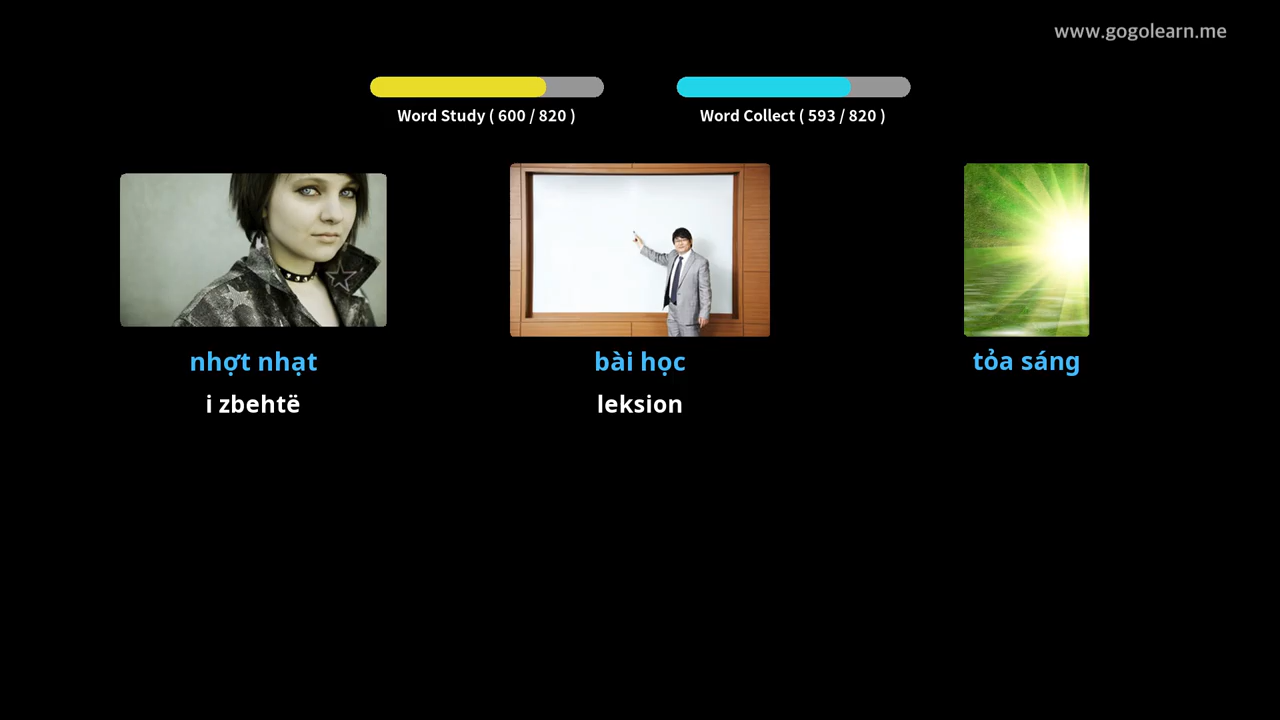 www.gogolearn.me
Word Study ( 600 / 820 )
Word Collect ( 593 / 820 )
nhợt nhạt
i zbehtë
bài học
leksion
tỏa sáng